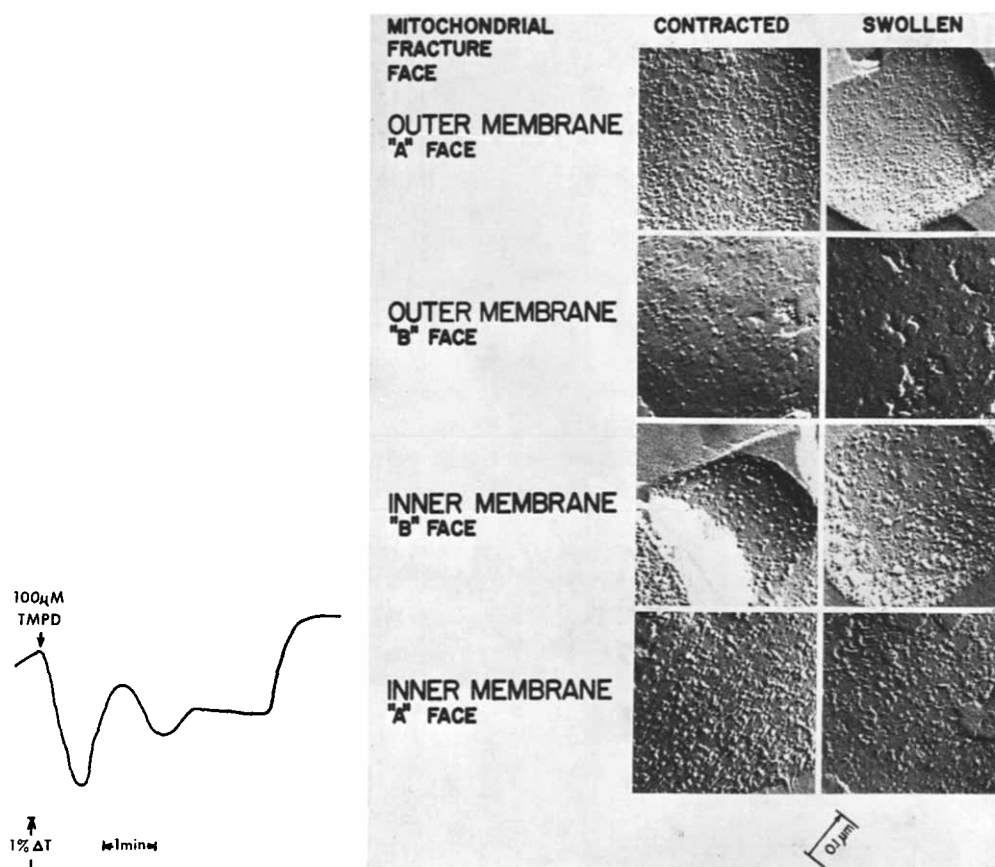 100μM
TMPD
1% ΔT
1min
MITOCHONDRIAL
FRACTURE
FACE
CONTRACTED
SWOLLEN
OUTER MEMBRANE
"A" FACE
OUTER MEMBRANE
"B" FACE
INNER MEMBRANE
"B" FACE
INNER MEMBRANE
"A" FACE
0.1μm